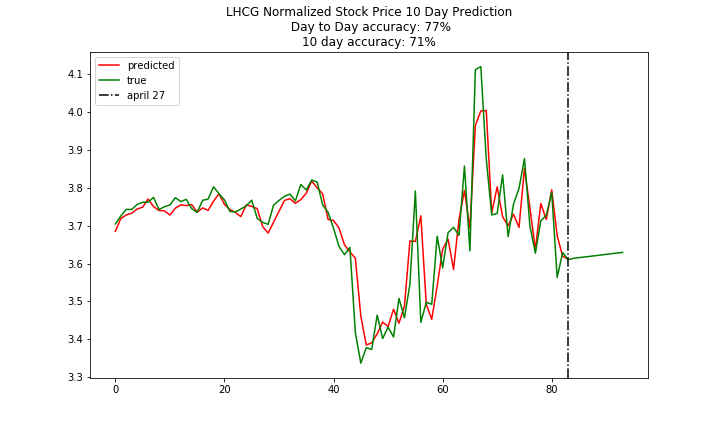 LHCG Normalized Stock Price 10 Day Prediction
Day to Day accuracy: 77%
10 day accuracy: 71%
predicted
true
april 27
4.1
4.0
3.9
3.8
3.7
3.6
3.5
3.4
3.3
0 20 40 60 80